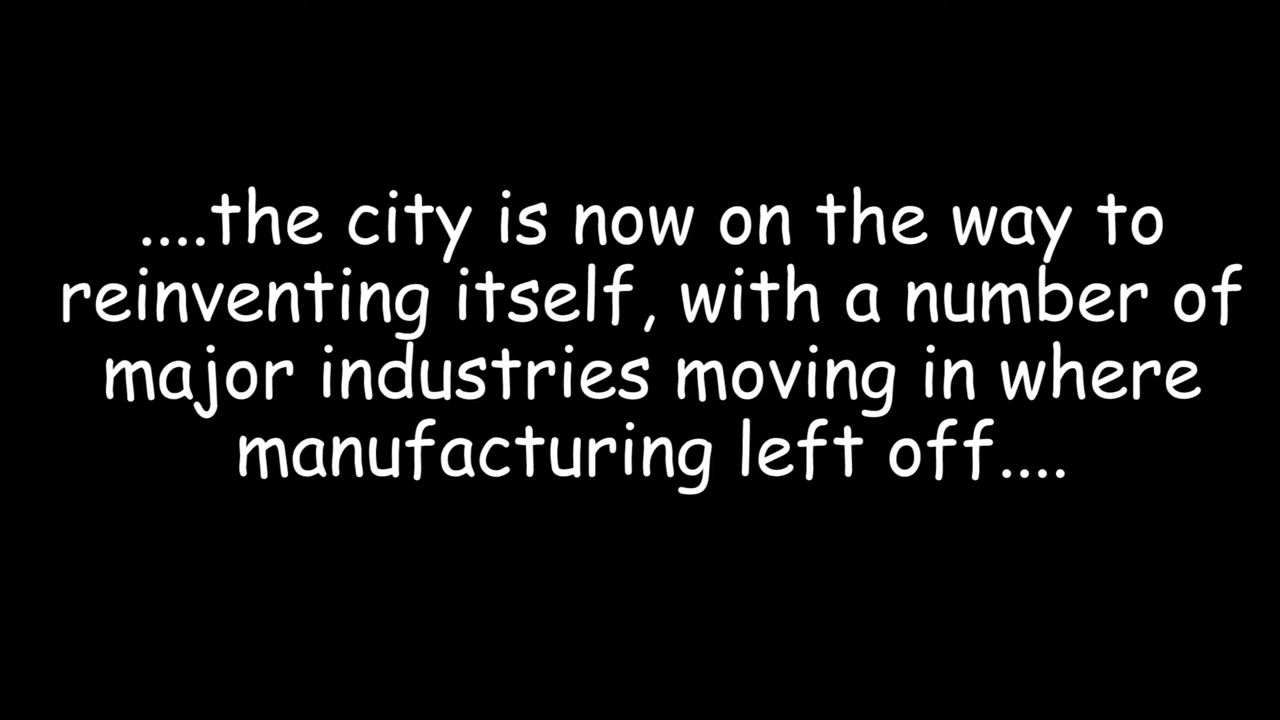 ....the city is now on the way to
reinventing itself, with a number of
major industries moving in where
manufacturing left off....